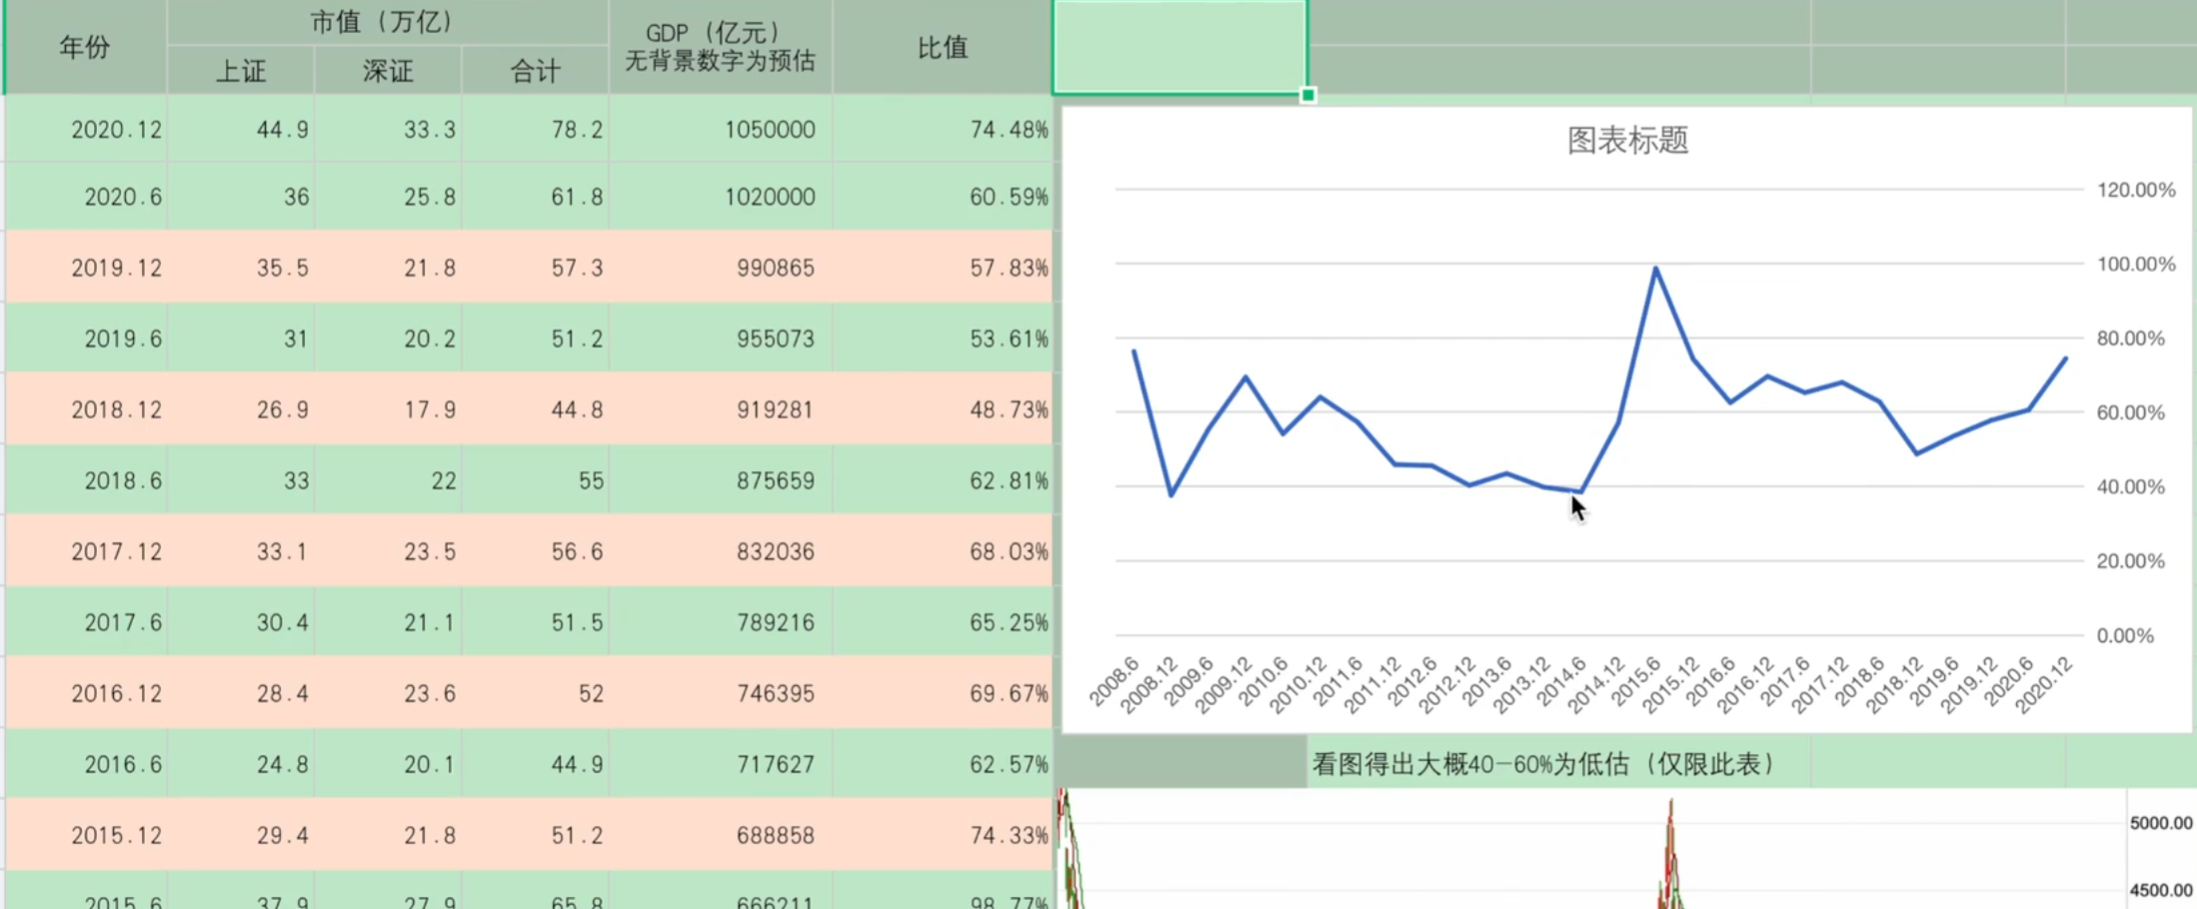 年份
市值（万亿）
GDP（亿元）
无背景数字为预估
比值
上证 深证 合计
2020.12 44.9 33.3 78.2 1050000 74.48%
2020.6 36 25.8 61.8 1020000 60.59%
2019.12 35.5 21.8 57.3 990865 57.83%
2019.6 31 20.2 51.2 955073 53.61%
2018.12 26.9 17.9 44.8 919281 48.73%
2018.6 33 22 55 875659 62.81%
2017.12 33.1 23.5 56.6 832036 68.03%
2017.6 30.4 21.1 51.5 789216 65.25%
2016.12 28.4 23.6 52 746395 69.67%
2016.6 24.8 20.1 44.9 717627 62.57%
2015.12 29.4 21.8 51.2 688858 74.33%
2015.6 37.9 27.9 65.8 666211 98.77%
图表标题
120.00%
100.00%
80.00%
60.00%
40.00%
20.00%
0.00%
2008.6 2008.12 2009.6 2009.12 2010.6 2010.12 2011.6 2011.12 2012.6 2012.12 2013.6 2013.12 2014.6 2014.12 2015.6 2015.12 2016.6 2016.12 2017.6 2017.12 2018.6 2018.12 2019.6 2019.12 2020.6 2020.12
看图得出大概40-60%为低估（仅限此表）
5000.00
4500.00